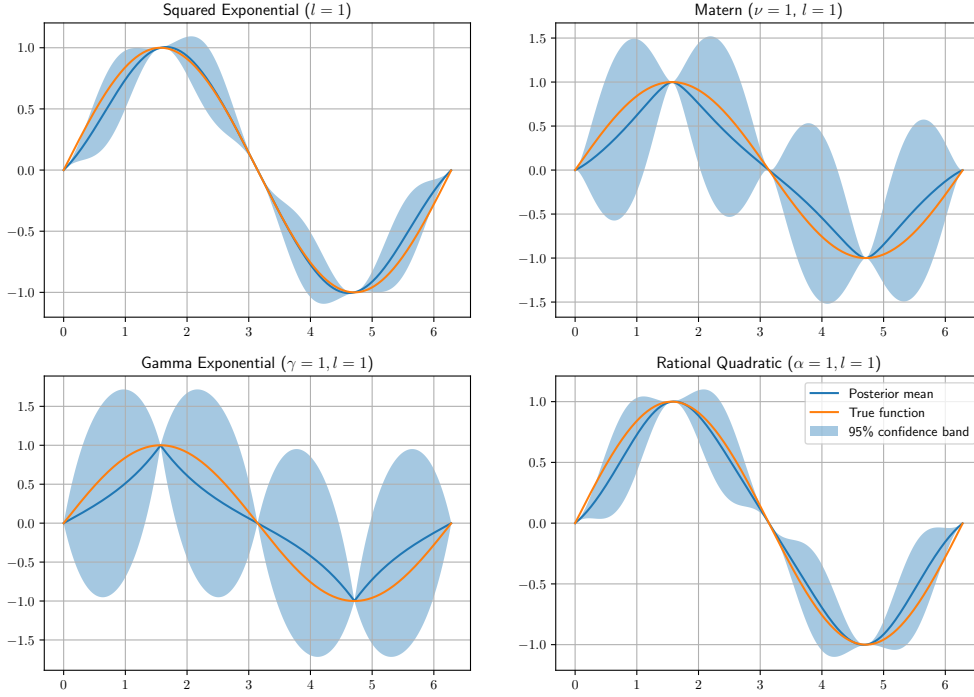 Squared Exponential (l = 1)
1.0
0.5
0.0
−0.5
−1.0
0 1 2 3 4 5 6
Matern (ν = 1, l = 1)
1.5
1.0
0.5
0.0
−0.5
−1.0
−1.5
0 1 2 3 4 5 6
Gamma Exponential (γ = 1, l = 1)
1.5
1.0
0.5
0.0
−0.5
−1.0
−1.5
0 1 2 3 4 5 6
Rational Quadratic (α = 1, l = 1)
Posterior mean
True function
95% confidence band
1.0
0.5
0.0
−0.5
−1.0
0 1 2 3 4 5 6